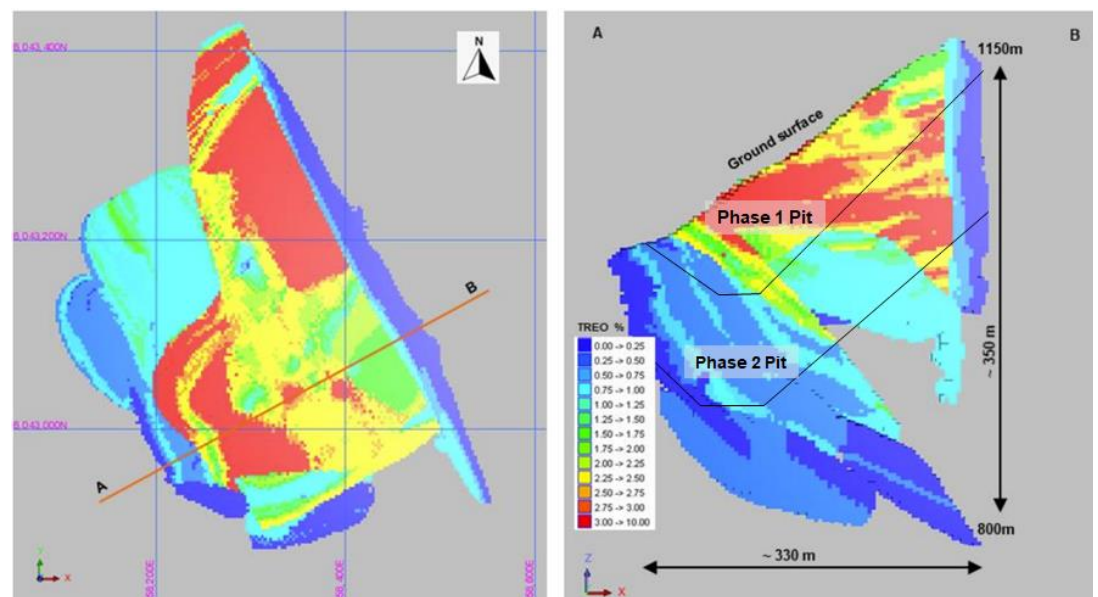 N
6,043,400N
6,043,200N
6,043,000N
A
B
Y
X
58,200E
58,400E
58,600E
A
B
1150m
Ground surface
Phase 1 Pit
Phase 2 Pit
~ 350 m
TREO %
0.00 -> 0.25
0.25 -> 0.50
0.50 -> 0.75
0.75 -> 1.00
1.00 -> 1.25
1.25 -> 1.50
1.50 -> 1.75
1.75 -> 2.00
2.00 -> 2.25
2.25 -> 2.50
2.50 -> 2.75
2.75 -> 3.00
3.00 -> 10.00
800m
~ 330 m
Z
X